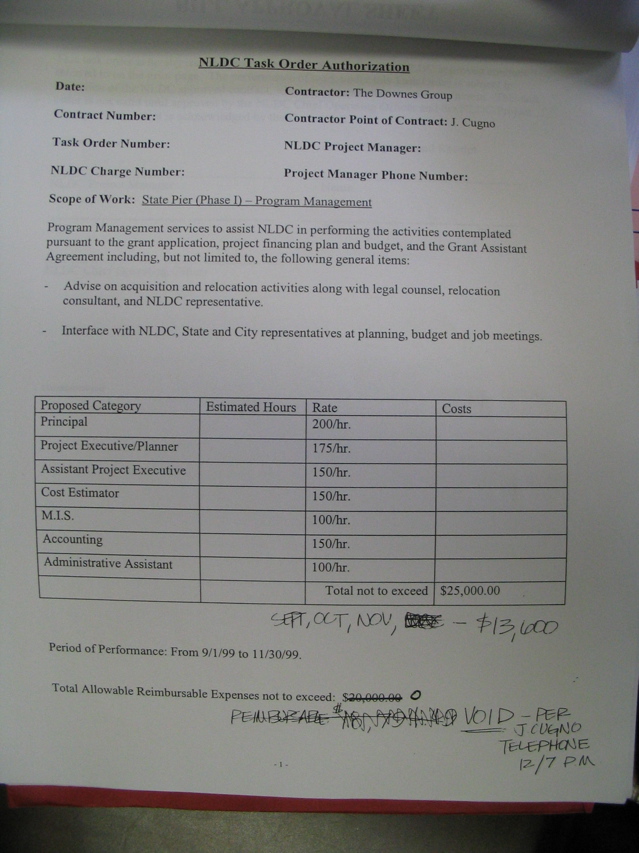 NLDC Task Order Authorization
Date:
Contractor: The Downes Group
Contract Number:
Contractor Point of Contract: J. Cugno
Task Order Number:
NLDC Project Manager:
NLDC Charge Number:
Project Manager Phone Number:
Scope of Work: State Pier (Phase I) – Program Management
Program Management services to assist NLDC in performing the activities contemplated
pursuant to the grant application, project financing plan and budget, and the Grant Assistant
Agreement including, but not limited to, the following general items:
- Advise on acquisition and relocation activities along with legal counsel, relocation
consultant, and NLDC representative.
- Interface with NLDC, State and City representatives at planning, budget and job meetings.
Proposed Category Estimated Hours Rate Costs
Principal 200/hr.
Project Executive/Planner 175/hr.
Assistant Project Executive 150/hr.
Cost Estimator 150/hr.
M.I.S. 100/hr.
Accounting 150/hr.
Administrative Assistant 100/hr.
Total not to exceed $25,000.00
SEPT, OCT, NOV, – $13,600
Period of Performance: From 9/1/99 to 11/30/99.
Total Allowable Reimbursable Expenses not to exceed: $20,000.00 0
VOID – PER
J CUGNO
TELEPHONE
12/7 PM
- 1 -